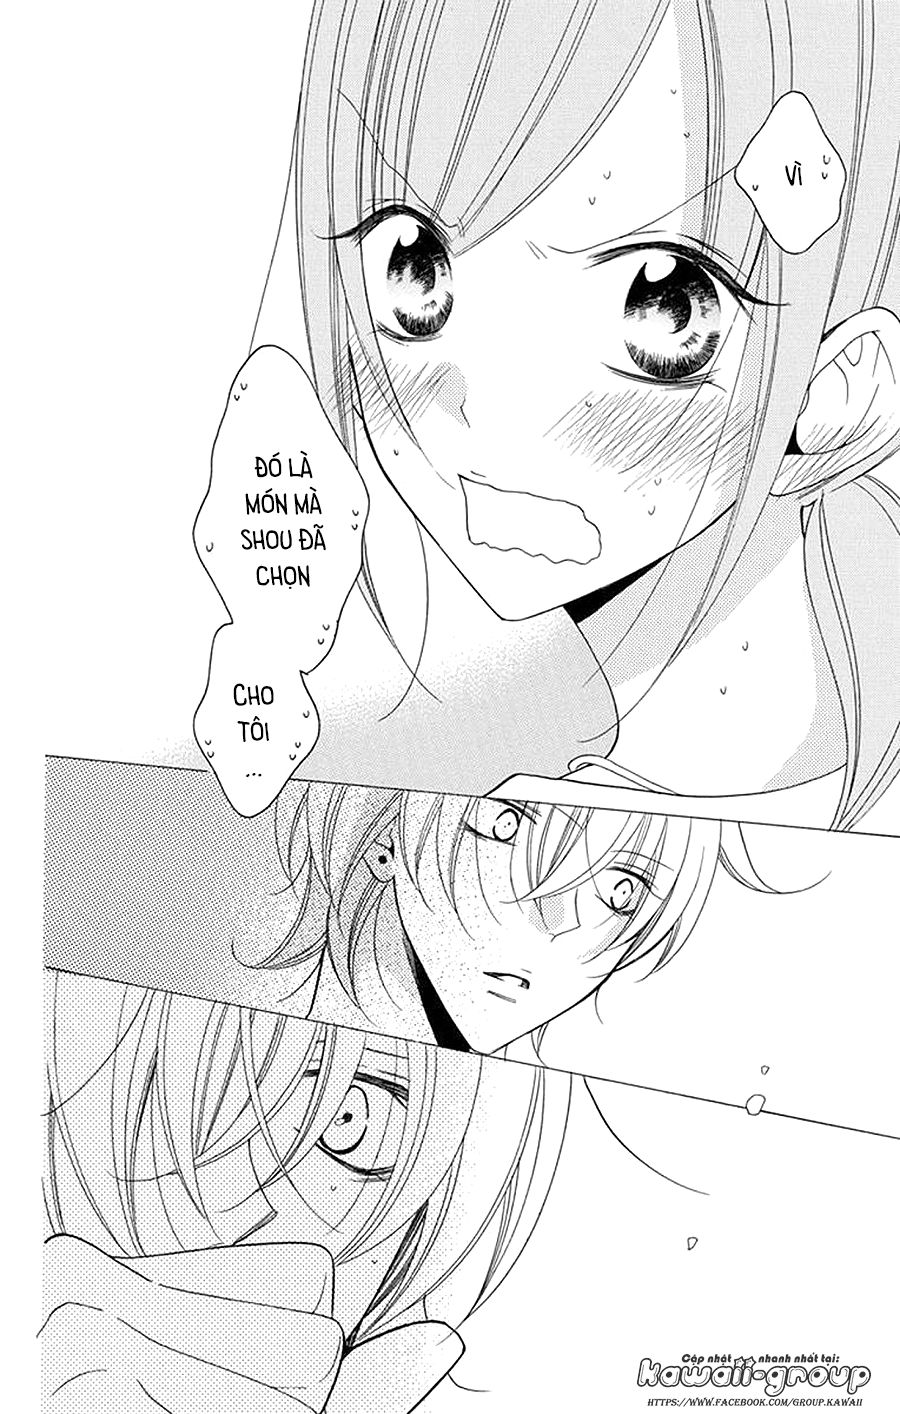 VÌ
ĐÓ LÀ
MÓN MÀ
SHOU ĐÃ
CHỌN
CHO
TÔI
...
Cập nhật nhanh nhất tại:
kawaii-group
HTTPS://WWW.FACEBOOK.COM/GROUP.KAWAII